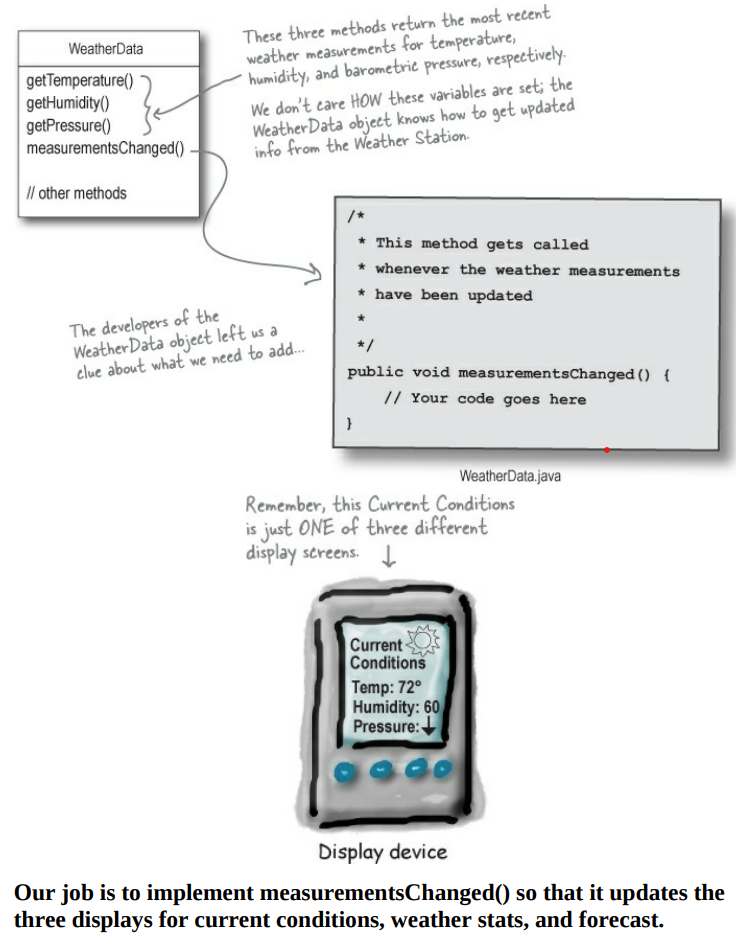 WeatherData
getTemperature()
getHumidity()
getPressure()
measurementsChanged()
// other methods
These three methods return the most recent
weather measurements for temperature,
humidity, and barometric pressure, respectively.
We don't care HOW these variables are set; the
WeatherData object knows how to get updated
info from the Weather Station.
/*
* This method gets called
* whenever the weather measurements
* have been updated
*
*/
public void measurementsChanged() {
// Your code goes here
}
WeatherData.java
The developers of the
WeatherData object left us a
clue about what we need to add...
Remember, this Current Conditions
is just ONE of three different
display screens.
Current
Conditions
Temp: 72°
Humidity: 60
Pressure:
Display device
Our job is to implement measurementsChanged() so that it updates the
three displays for current conditions, weather stats, and forecast.